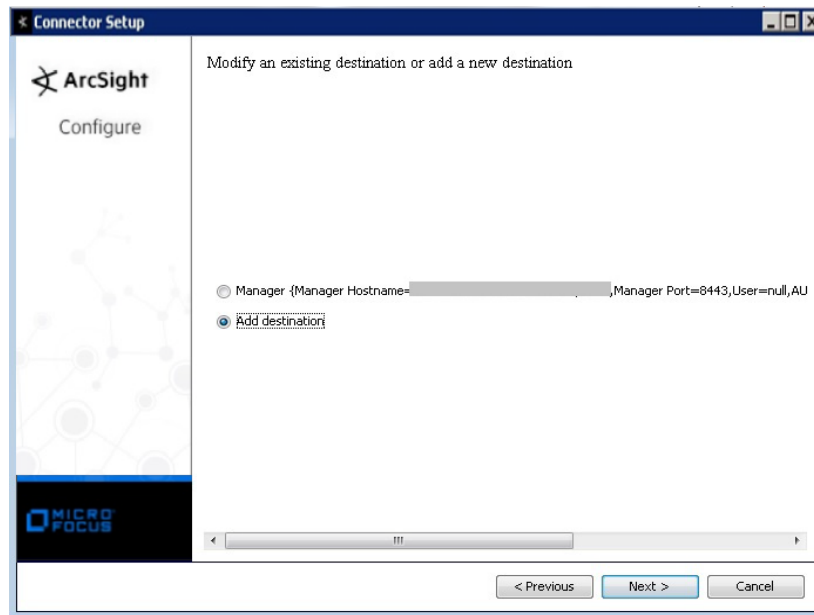 Connector Setup
ArcSight
Configure
Modify an existing destination or add a new destination
Manager {Manager Hostname= ,Manager Port=8443,User=null,AU
Add destination
MICRO
FOCUS
< Previous
Next >
Cancel